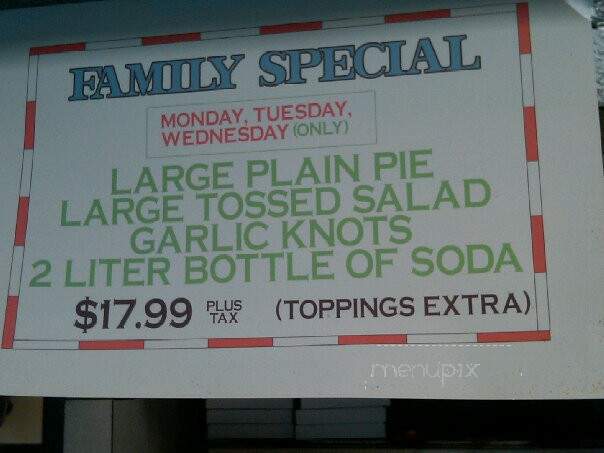 FAMILY SPECIAL
MONDAY, TUESDAY,
WEDNESDAY (ONLY)
LARGE PLAIN PIE
LARGE TOSSED SALAD
GARLIC KNOTS
2 LITER BOTTLE OF SODA
$17.99 PLUS TAX (TOPPINGS EXTRA)
menupix